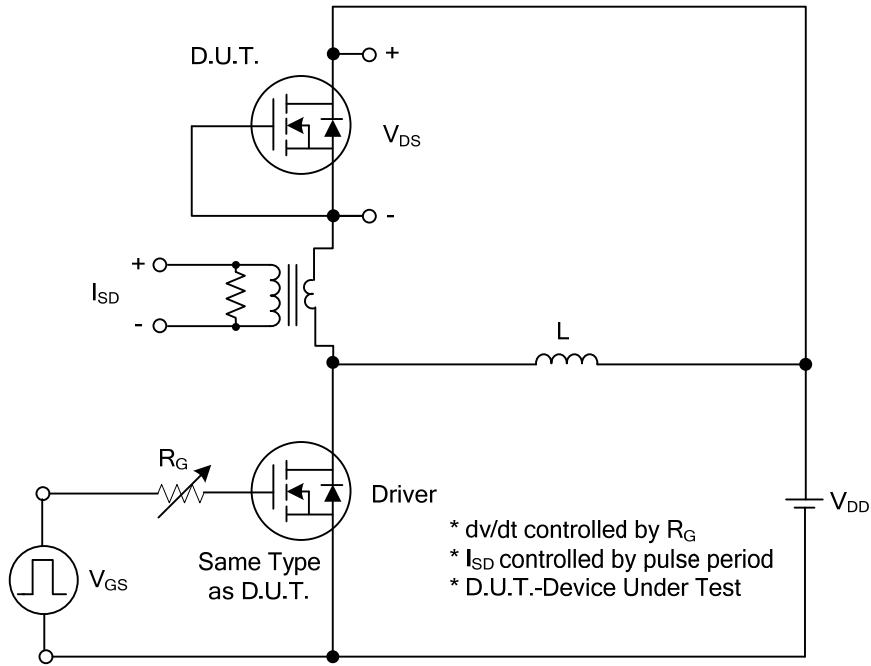 D.U.T.
+
V_DS
-
+
I_SD
-
L
R_G
Driver
V_DD
Same Type
as D.U.T.
V_GS
* dv/dt controlled by R_G
* I_SD controlled by pulse period
* D.U.T.-Device Under Test